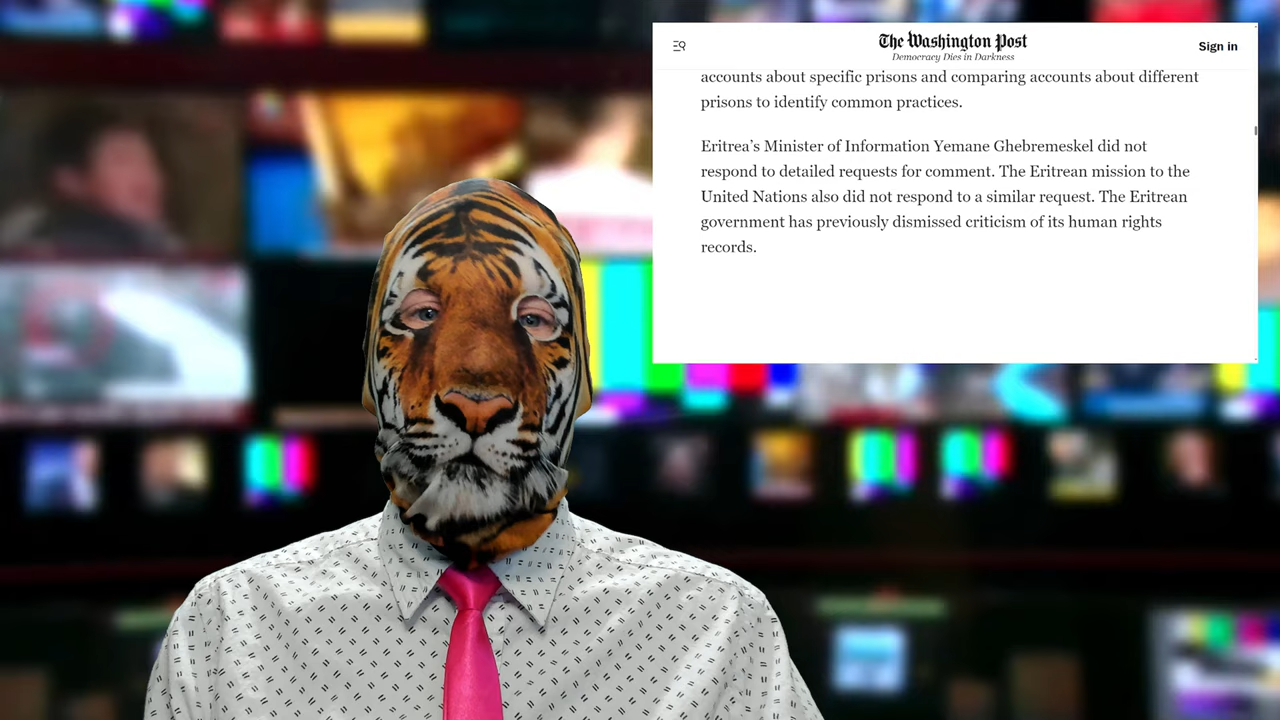 The Washington Post
Democracy Dies in Darkness
Sign in
accounts about specific prisons and comparing accounts about different
prisons to identify common practices.
Eritrea’s Minister of Information Yemane Ghebremeskel did not
respond to detailed requests for comment. The Eritrean mission to the
United Nations also did not respond to a similar request. The Eritrean
government has previously dismissed criticism of its human rights
records.